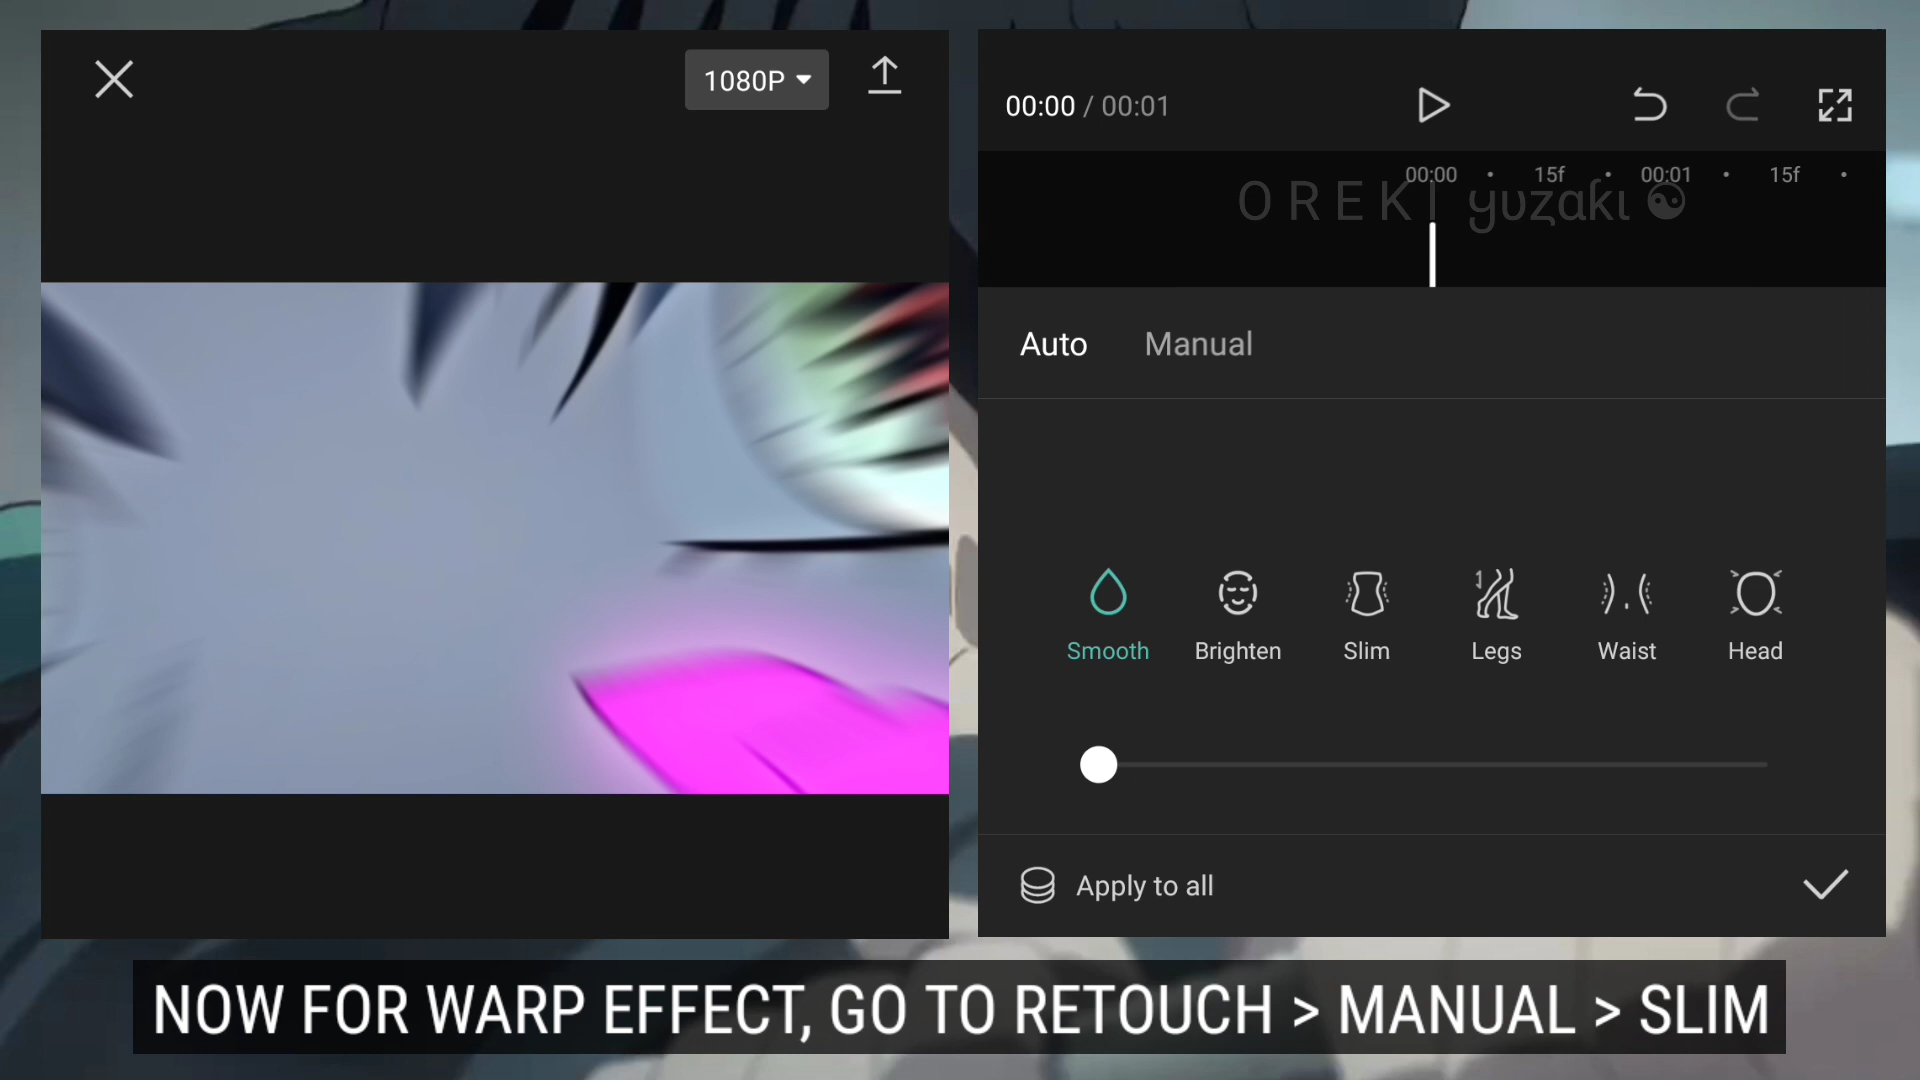 1080P
00:00 / 00:01
00:00 • 15f • 00:01 • 15f •
OREKI yυzαkι ☯
Auto Manual
Smooth Brighten Slim Legs Waist Head
Apply to all
NOW FOR WARP EFFECT, GO TO RETOUCH > MANUAL > SLIM